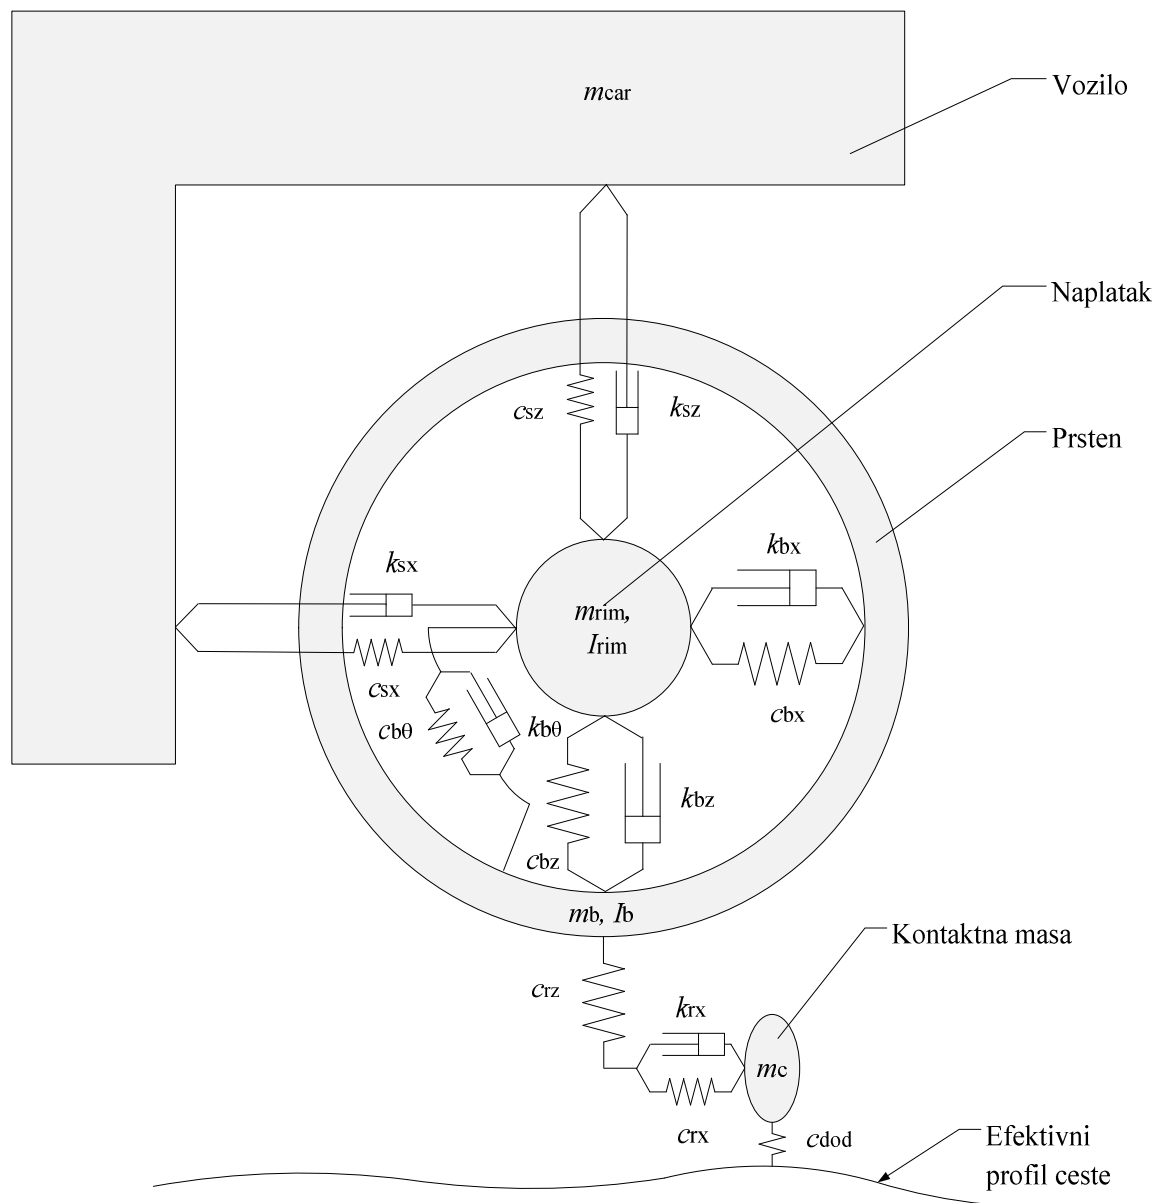 mcar
Vozilo
Naplatak
csz
ksz
Prsten
ksx
kbx
mrim,
Irim
csx
cbx
cbθ
kbθ
kbz
cbz
mb, Ib
Kontaktna masa
crz
krx
mc
crx
cdod
Efektivni
profil ceste